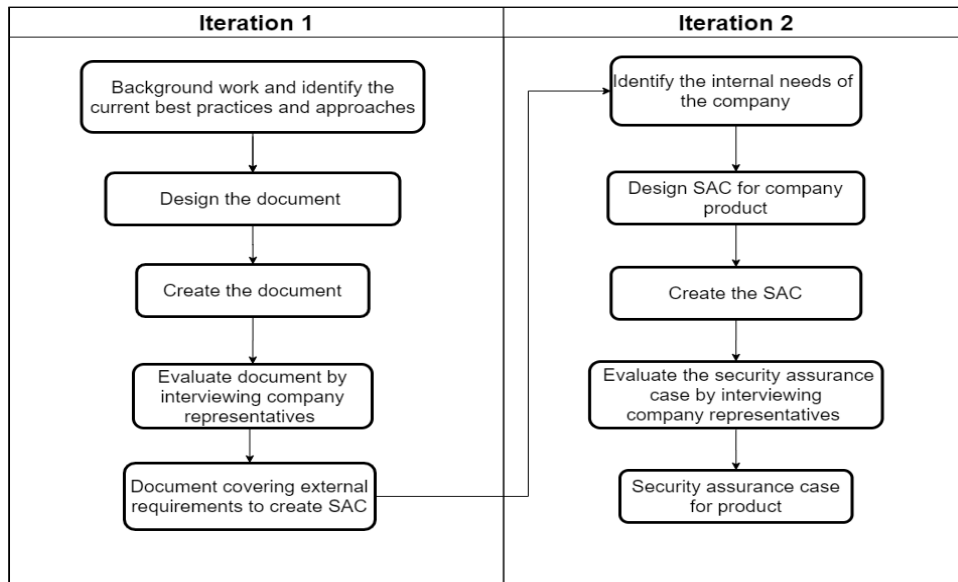 Iteration 1
Background work and identify the
current best practices and approaches
Design the document
Create the document
Evaluate document by
interviewing company
representatives
Document covering external
requirements to create SAC
Iteration 2
Identify the internal needs of
the company
Design SAC for company
product
Create the SAC
Evaluate the security assurance
case by interviewing
company representatives
Security assurance case
for product